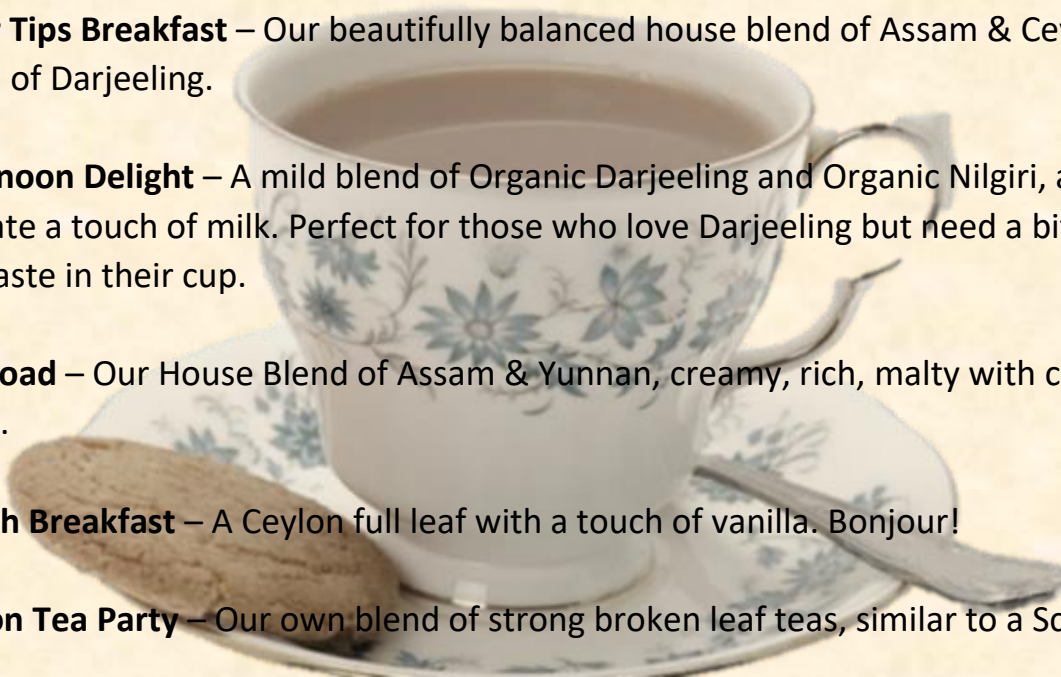 Tips Breakfast – Our beautifully balanced house blend of Assam & Ce
of Darjeeling.
noon Delight – A mild blend of Organic Darjeeling and Organic Nilgiri, a
te a touch of milk. Perfect for those who love Darjeeling but need a bi
aste in their cup.
oad – Our House Blend of Assam & Yunnan, creamy, rich, malty with c
.
h Breakfast – A Ceylon full leaf with a touch of vanilla. Bonjour!
on Tea Party – Our own blend of strong broken leaf teas, similar to a Sc